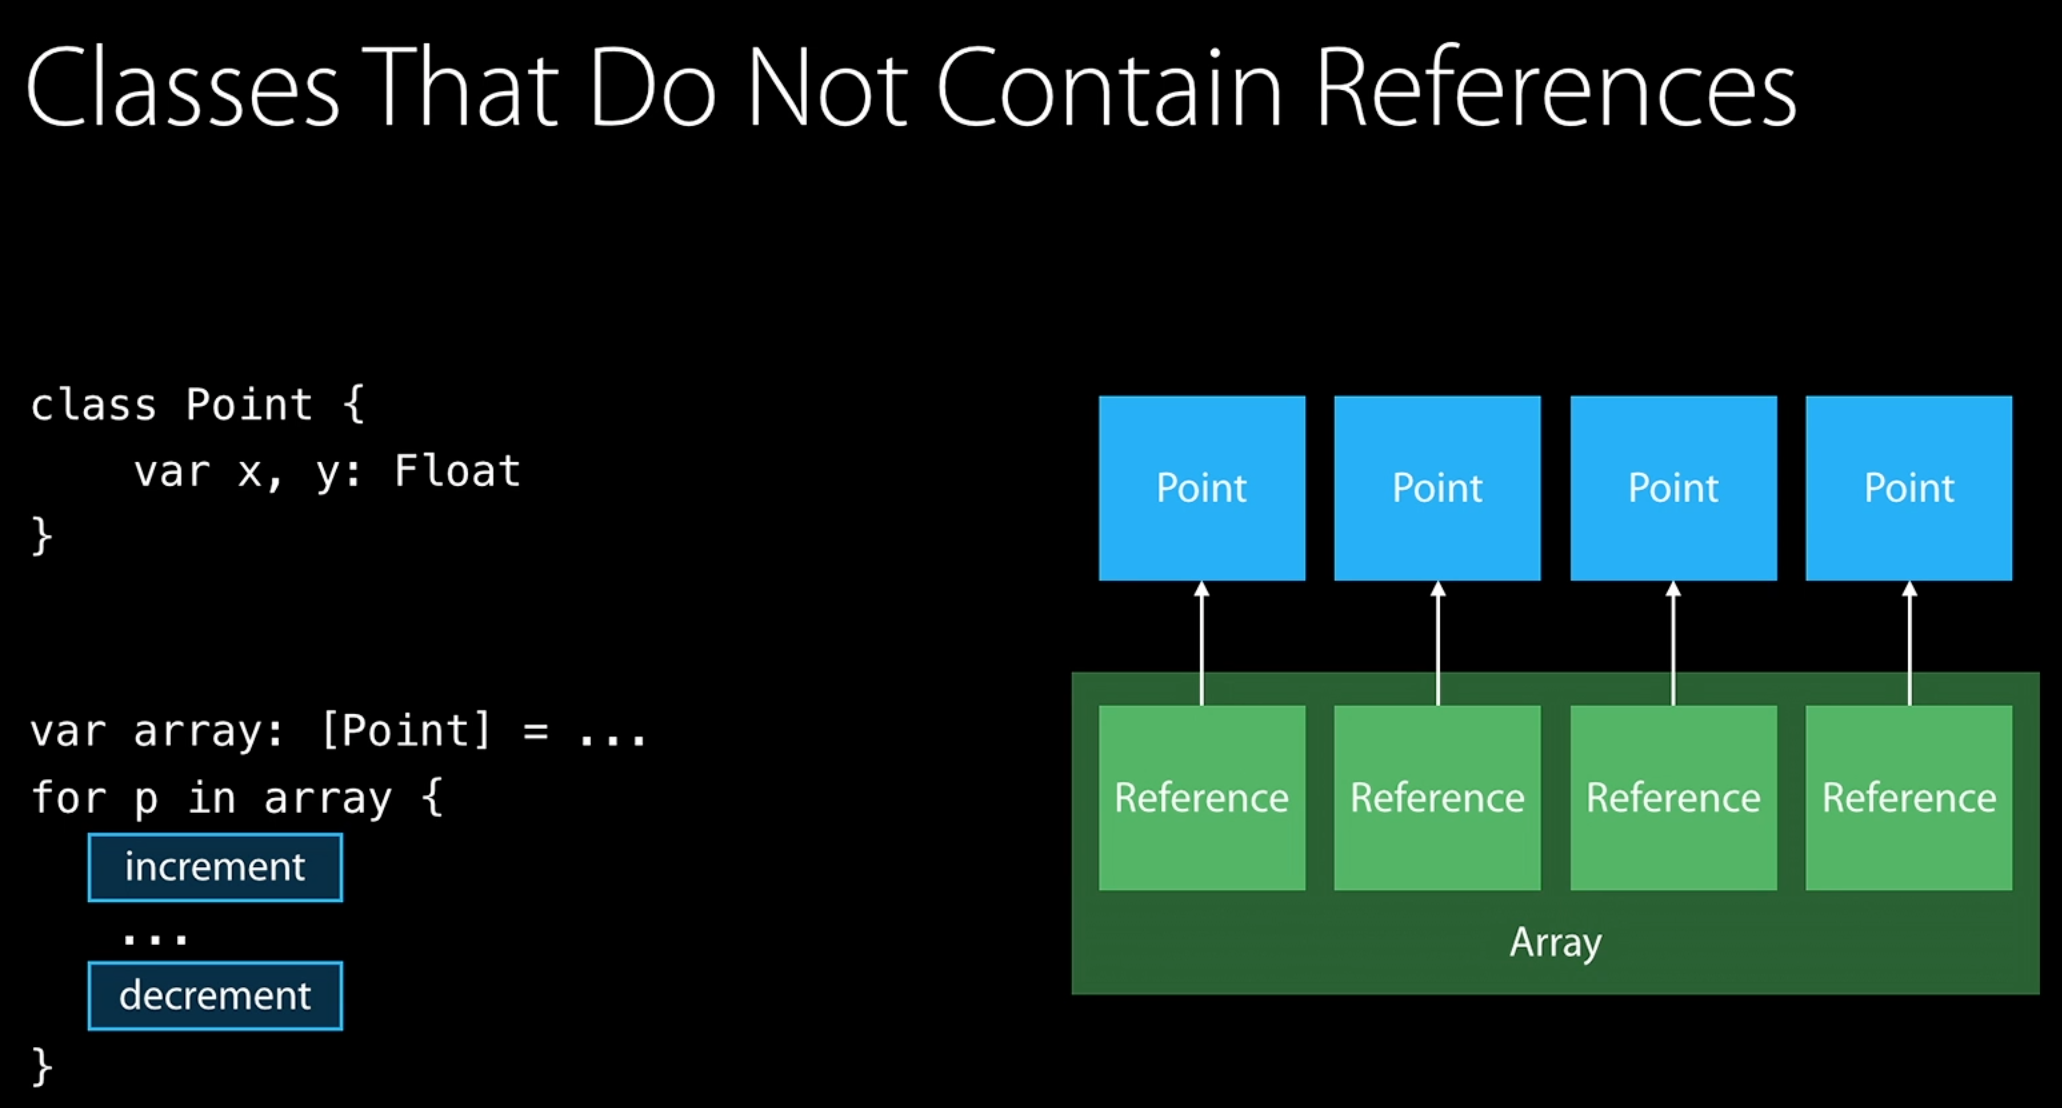 Classes That Do Not Contain References
class Point {
    var x, y: Float
}
var array: [Point] = ...
for p in array {
increment
...
decrement
}
Point Point Point Point
Reference Reference Reference Reference
Array